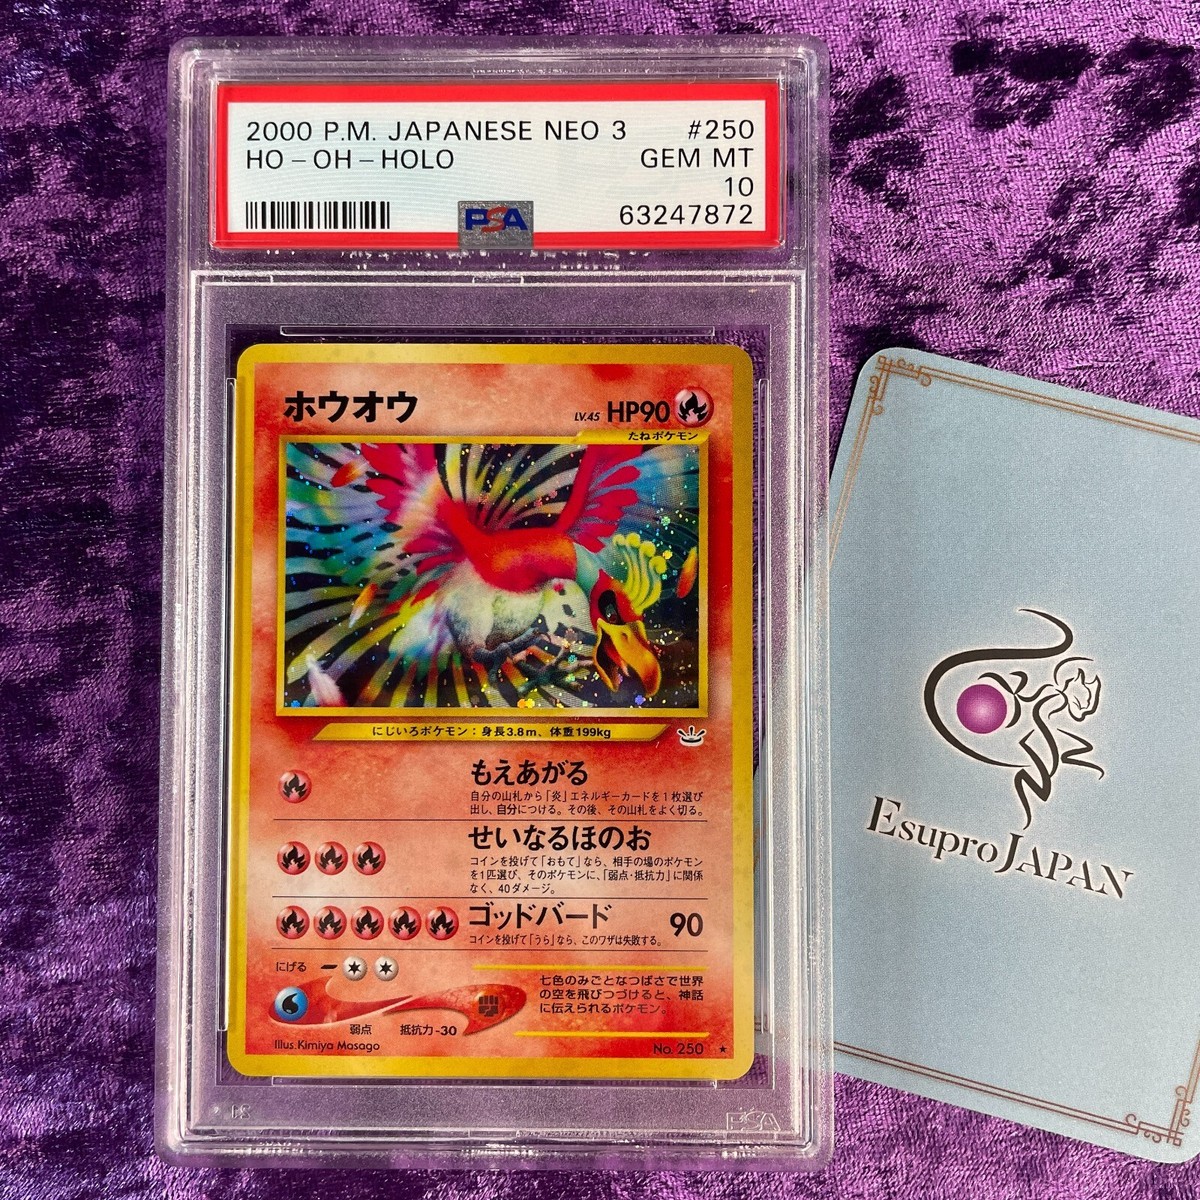 2000 P.M. JAPANESE NEO 3 #250
HO-OH-HOLO GEM MT
10
PSA 63247872
ホウオウ LV.45 HP90
たねポケモン
にじいろポケモン：身長3.8m、体重199kg
もえあがる
自分の山札から「炎」エネルギーカードを1枚選び
出し、自分につける。その後、その山札をよく切る。
せいなるほのお
コインを投げて「おもて」なら、相手の場のポケモン
を1匹選び、そのポケモンに、「弱点・抵抗力」に関係
なく、40ダメージ。
ゴッドバード 90
コインを投げて「うら」なら、このワザは失敗する。
にげる
七色のみごとなつばさで世界
の空を飛びつづけると、神話
に伝えられるポケモン。
弱点 抵抗力 -30
Illus. Kimiya Masago No. 250 ★
PSA
EsuproJAPAN